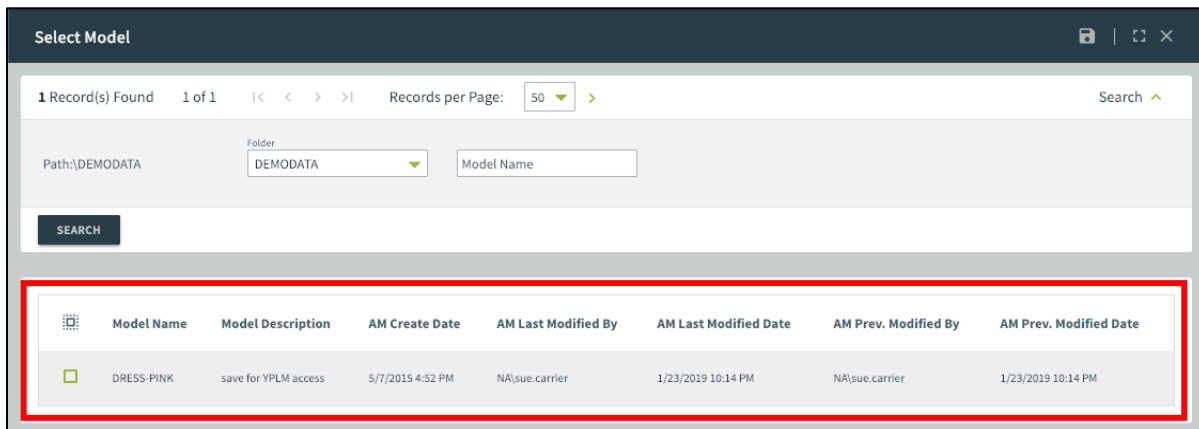 Select Model
1 Record(s) Found 1 of 1 Records per Page: 50 Search
Folder
Path:\DEMODATA DEMODATA Model Name
SEARCH
Model Name Model Description AM Create Date AM Last Modified By AM Last Modified Date AM Prev. Modified By AM Prev. Modified Date
DRESS-PINK save for YPLM access 5/7/2015 4:52 PM NA\sue.carrier 1/23/2019 10:14 PM NA\sue.carrier 1/23/2019 10:14 PM